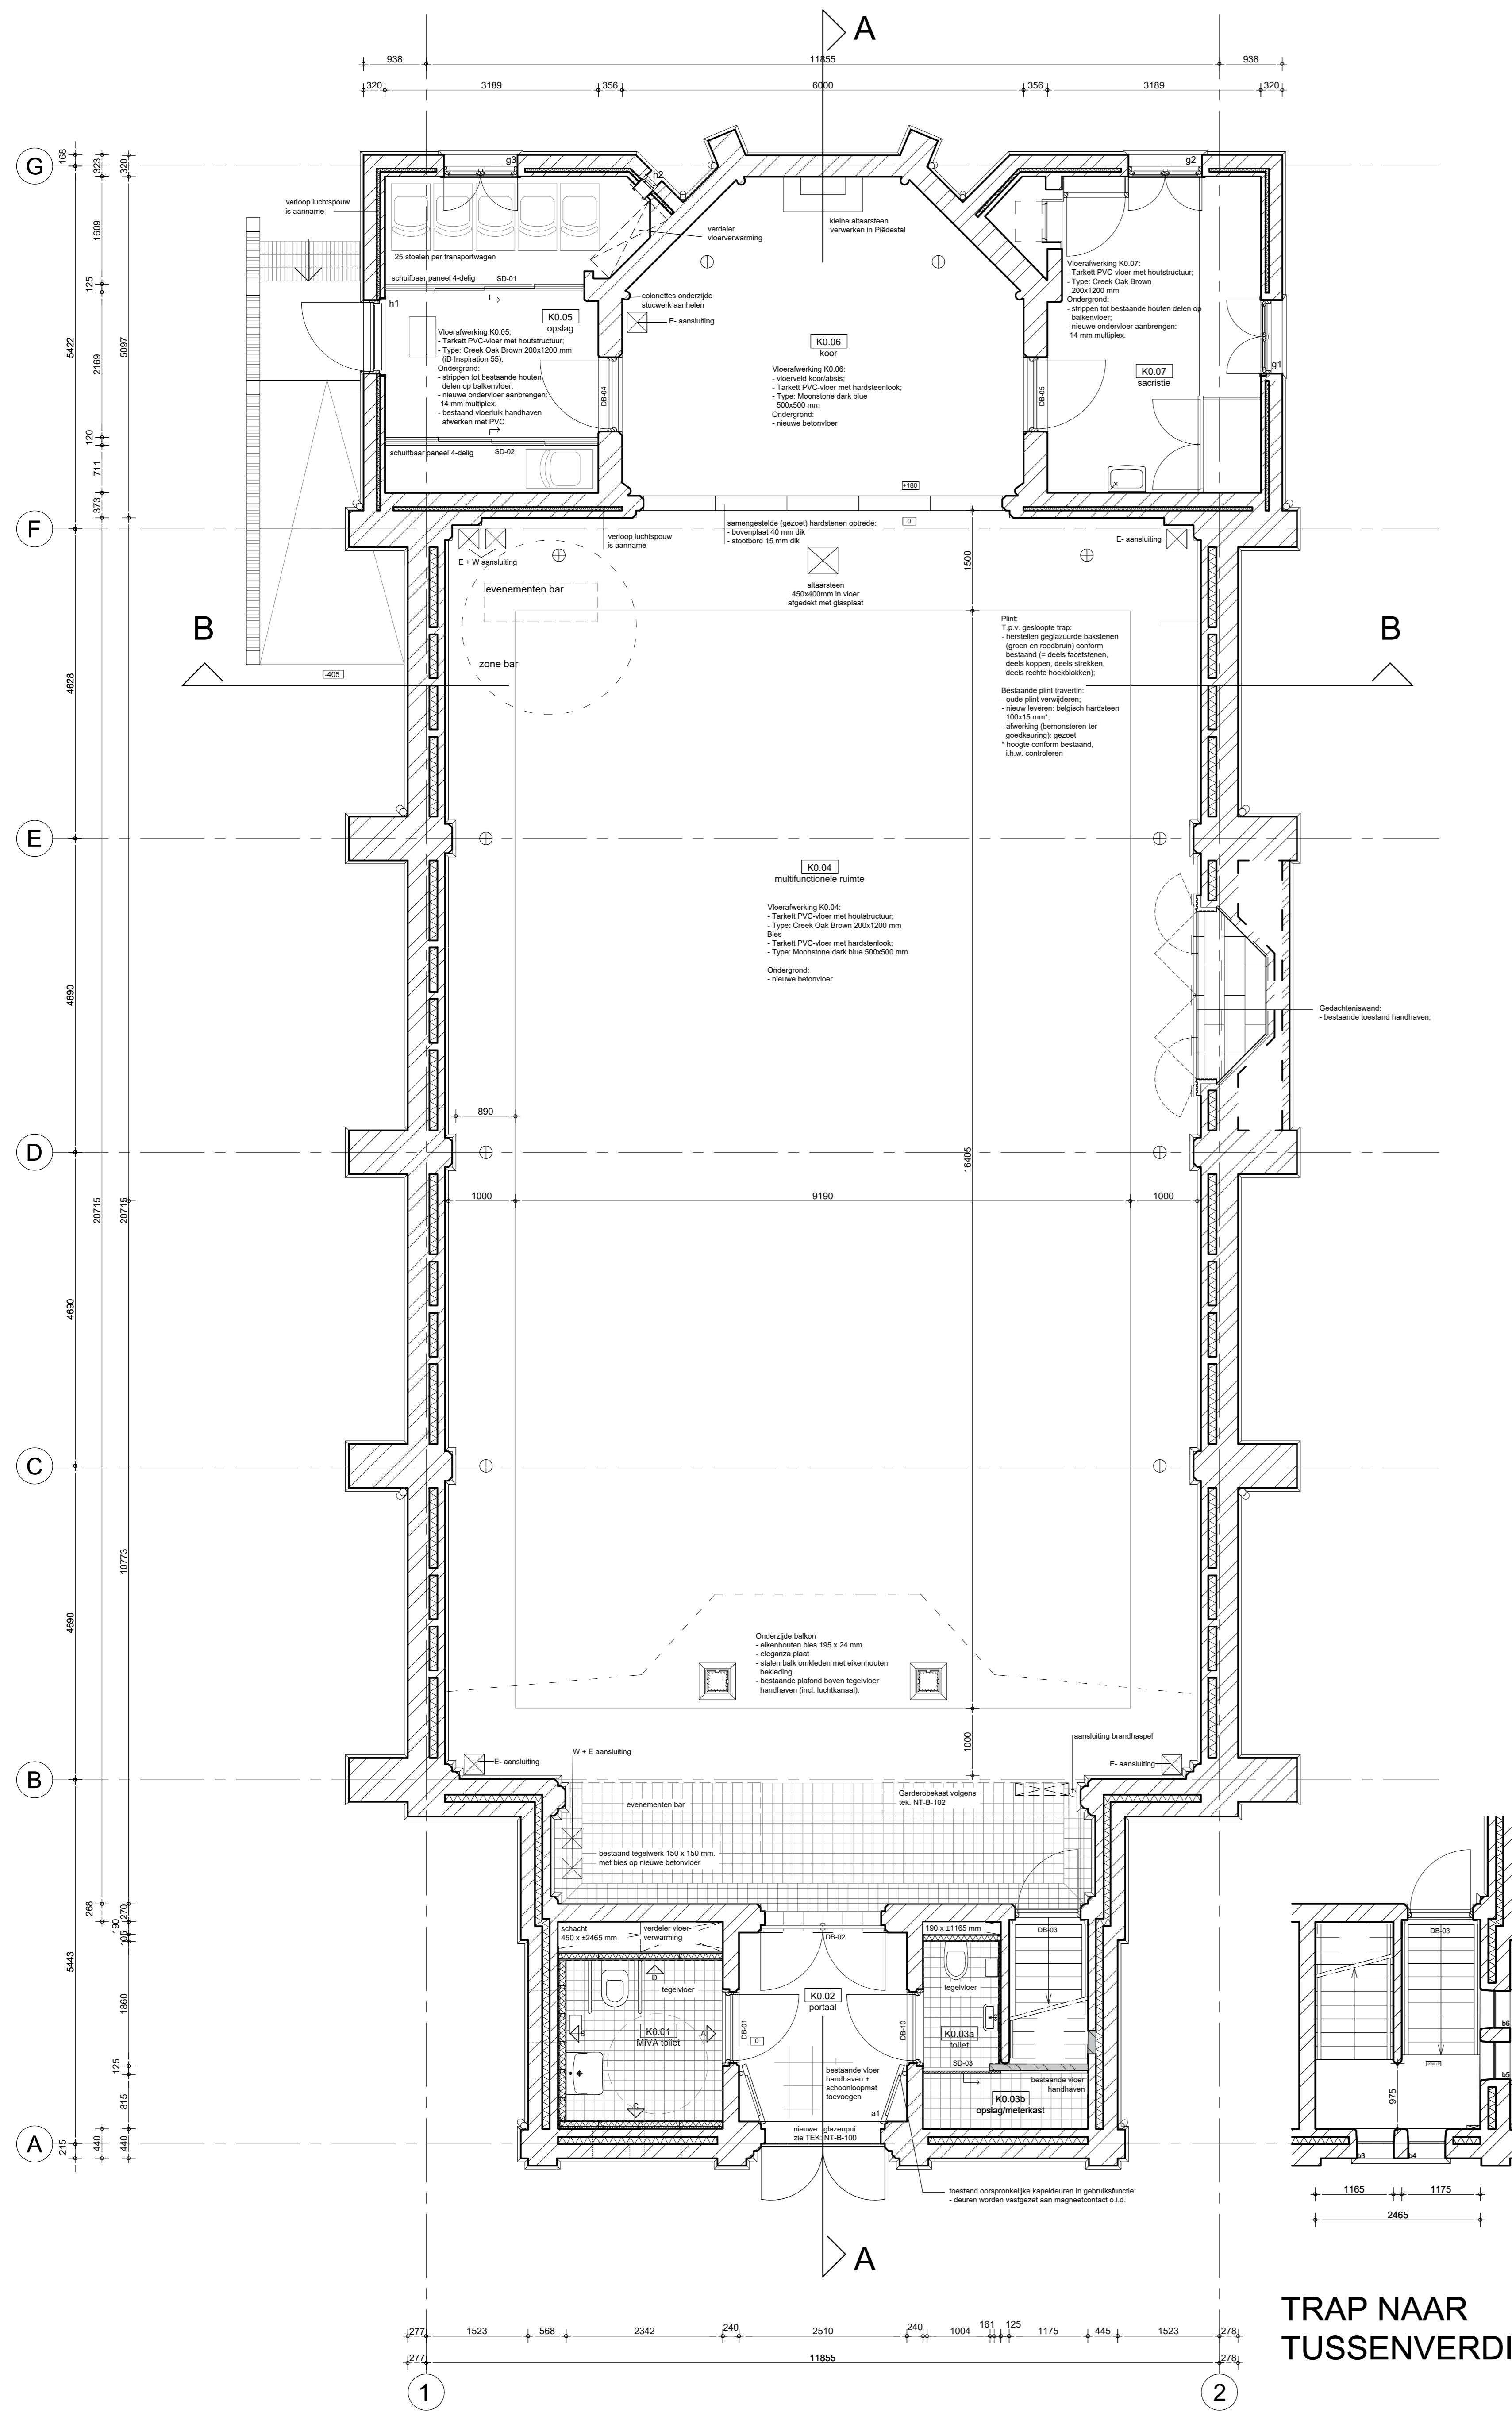 A
938
11855
938
320
3189
356
6000
356
3189
320
G
168
323
320
g3
h2
g2
verloop luchtspouw
is aanname
1609
25 stoelen per transportwagen
verdeler
vloerverwarming
kleine altaarsteen
verwerken in Piëdestal
schuifbaar paneel 4-delig
SD-01
125
h1
K0.05
opslag
colonettes onderzijde
stucwerk aanhelen
E- aansluiting
Vloerafwerking K0.05:
- Tarkett PVC-vloer met houtstructuur;
- Type: Creek Oak Brown 200x1200 mm
(iD Inspiration 55).
Ondergrond:
- strippen tot bestaande houten
delen op balkenvloer;
- nieuwe ondervloer aanbrengen:
14 mm multiplex.
- bestaand vloerluik handhaven
afwerken met PVC
DB-04
K0.06
koor
Vloerafwerking K0.06:
- vloerveld koor/absis;
- Tarkett PVC-vloer met hardsteenlook;
- Type: Moonstone dark blue
500x500 mm
Ondergrond:
- nieuwe betonvloer
DB-05
Vloerafwerking K0.07:
- Tarkett PVC-vloer met houtstructuur;
- Type: Creek Oak Brown
200x1200 mm
Ondergrond:
- strippen tot bestaande houten delen op
balkenvloer;
- nieuwe ondervloer aanbrengen:
14 mm multiplex.
g1
K0.07
sacristie
5422
2169
5097
120
schuifbaar paneel 4-delig
SD-02
711
373
+180
0
F
samengestelde (gezoet) hardstenen optrede:
- bovenplaat 40 mm dik
- stootbord 15 mm dik
verloop luchtspouw
is aanname
E- aansluiting
E + W aansluiting
1500
evenementen bar
altaarsteen
450x400mm in vloer
afgedekt met glasplaat
B
B
zone bar
-405
4628
Plint:
T.p.v. gesloopte trap:
- herstellen geglazuurde bakstenen
(groen en roodbruin) conform
bestaand (= deels facetstenen,
deels koppen, deels strekken,
deels rechte hoekblokken);
Bestaande plint travertin:
- oude plint verwijderen;
- nieuw leveren: belgisch hardsteen
100x15 mm*;
- afwerking (bemonsteren ter
goedkeuring): gezoet
* hoogte conform bestaand,
i.h.w. controleren
E
K0.04
multifunctionele ruimte
Vloerafwerking K0.04:
- Tarkett PVC-vloer met houtstructuur;
- Type: Creek Oak Brown 200x1200 mm
Bies
- Tarkett PVC-vloer met hardstenlook;
- Type: Moonstone dark blue 500x500 mm
Ondergrond:
- nieuwe betonvloer
4690
Gedachteniswand:
- bestaande toestand handhaven;
890
D
16405
1000
9190
1000
20715
20715
4690
C
10773
4690
Onderzijde balkon
- eikenhouten bies 195 x 24 mm.
- eleganza plaat
- stalen balk omkleden met eikenhouten
bekleding.
- bestaande plafond boven tegelvloer
handhaven (incl. luchtkanaal).
1000
aansluiting brandhaspel
W + E aansluiting
E- aansluiting
E- aansluiting
B
evenementen bar
Garderobekast volgens
tek. NT-B-102
bestaand tegelwerk 150 x 150 mm.
met bies op nieuwe betonvloer
268
270
190
105
schacht
450 x ±2465 mm
verdeler vloer-
verwarming
DB-02
190 x ±1165 mm
DB-03
DB-03
D
tegelvloer
tegelvloer
K0.02
portaal
5443
1860
B
K0.01
MIVA toilet
A
DB-01
0
DB-10
K0.03a
toilet
b6
SD-03
125
bestaande vloer
handhaven +
schoonloopmat
toevoegen
bestaande vloer
handhaven
b5
K0.03b
opslag/meterkast
815
975
C
a1
A
215
440
440
nieuwe glazenpui
zie TEK: NT-B-100
b3
b4
toestand oorspronkelijke kapeldeuren in gebruiksfunctie:
- deuren worden vastgezet aan magneetcontact o.i.d.
1165
1175
2465
A
TRAP NAAR
TUSSENVERDI
277
1523
568
2342
240
2510
240
1004
161
125
1175
445
1523
278
277
11855
278
1
2